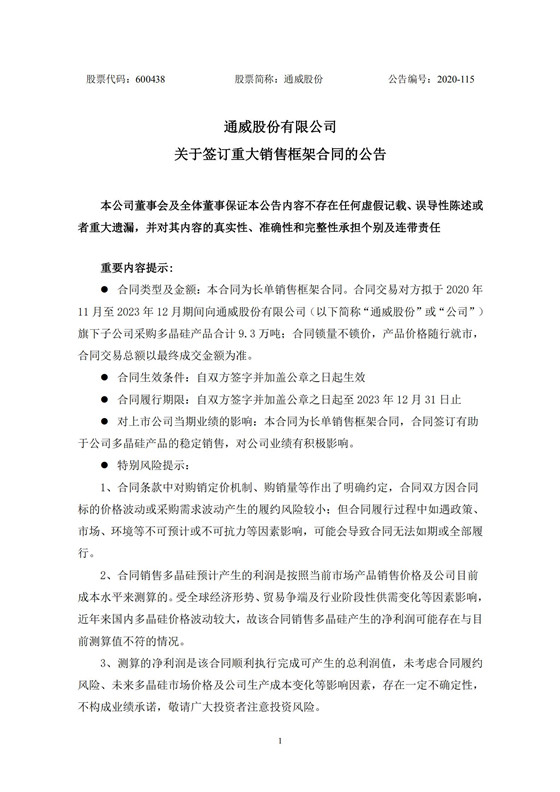 股票代码：600438 股票简称：通威股份 公告编号：2020-115
通威股份有限公司
关于签订重大销售框架合同的公告
本公司董事会及全体董事保证本公告内容不存在任何虚假记载、误导性陈述或
者重大遗漏，并对其内容的真实性、准确性和完整性承担个别及连带责任
重要内容提示:
● 合同类型及金额：本合同为长单销售框架合同。合同交易对方拟于 2020 年
11 月至 2023 年 12 月期间向通威股份有限公司（以下简称“通威股份”或“公司”）
旗下子公司采购多晶硅产品合计 9.3 万吨；合同锁量不锁价，产品价格随行就市，
合同交易总额以最终成交金额为准。
● 合同生效条件：自双方签字并加盖公章之日起生效
● 合同履行期限：自双方签字并加盖公章之日起至 2023 年 12 月 31 日止
● 对上市公司当期业绩的影响：本合同为长单销售框架合同，合同签订有助
于公司多晶硅产品的稳定销售，对公司业绩有积极影响。
● 特别风险提示：
1、合同条款中对购销定价机制、购销量等作出了明确约定，合同双方因合同
标的价格波动或采购需求波动产生的履约风险较小；但合同履行过程中如遇政策、
市场、环境等不可预计或不可抗力等因素影响，可能会导致合同无法如期或全部履
行。
2、合同销售多晶硅预计产生的利润是按照当前市场产品销售价格及公司目前
成本水平来测算的。受全球经济形势、贸易争端及行业阶段性供需变化等因素影响，
近年来国内多晶硅价格波动较大，故该合同销售多晶硅产生的净利润可能存在与目
前测算值不符的情况。
3、测算的净利润是该合同顺利执行完成可产生的总利润值，未考虑合同履约
风险、未来多晶硅市场价格及公司生产成本变化等影响因素，存在一定不确定性，
不构成业绩承诺，敬请广大投资者注意投资风险。
1